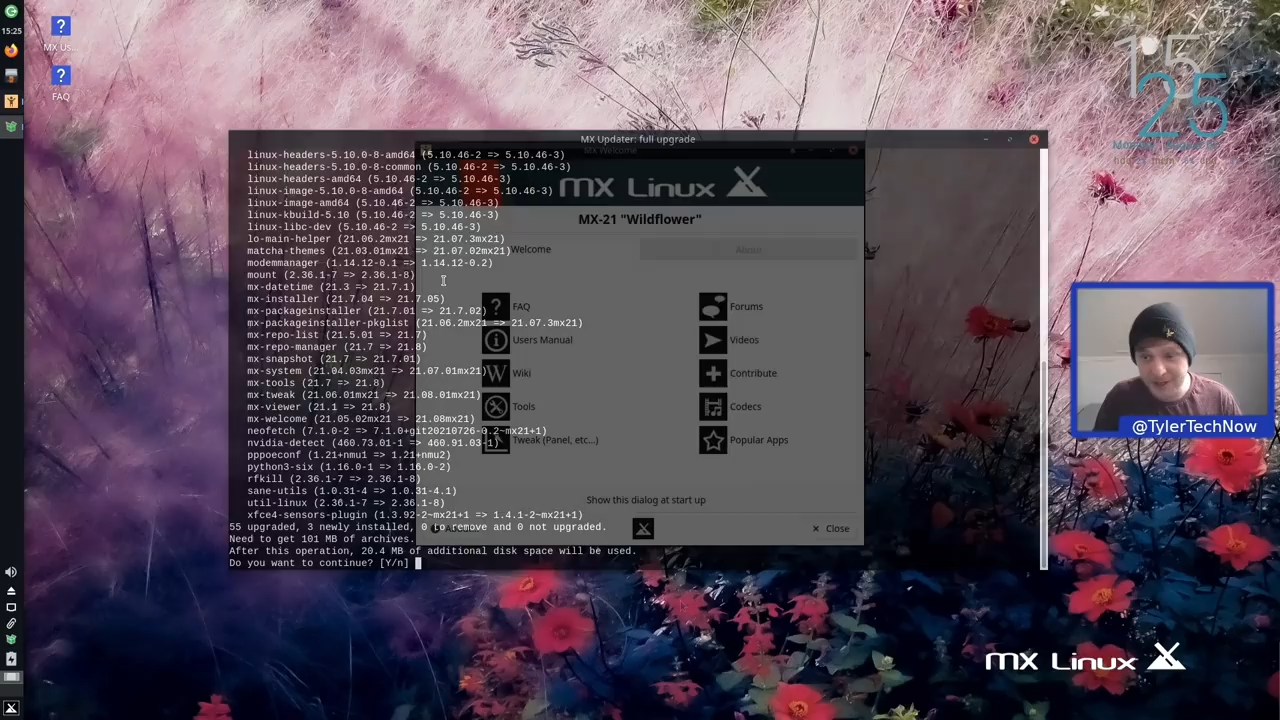 15:25
MX Us..
FAQ
15
25
MX Updater: full upgrade
MX Welcome
linux-headers-5.10.0-8-amd64 (5.10.46-2 => 5.10.46-3)
linux-headers-5.10.0-8-common (5.10.46-2 => 5.10.46-3)
linux-headers-amd64 (5.10.46-2 => 5.10.46-3)
linux-image-5.10.0-8-amd64 (5.10.46-2 => 5.10.46-3)
linux-image-amd64 (5.10.46-2 => 5.10.46-3)
linux-kbuild-5.10 (5.10.46-2 => 5.10.46-3)
linux-libc-dev (5.10.46-2 => 5.10.46-3)
lo-main-helper (21.06.2mx21 => 21.07.3mx21)
matcha-themes (21.03.01mx21 => 21.07.02mx21)
modemmanager (1.14.12-0.1 => 1.14.12-0.2)
mount (2.36.1-7 => 2.36.1-8)
mx-datetime (21.3 => 21.7.1)
mx-installer (21.7.04 => 21.7.05)
mx-packageinstaller (21.7.01 => 21.7.02)
mx-packageinstaller-pkglist (21.06.2mx21 => 21.07.3mx21)
mx-repo-list (21.5.01 => 21.7)
mx-repo-manager (21.7 => 21.8)
mx-snapshot (21.7 => 21.7.01)
mx-system (21.04.03mx21 => 21.07.01mx21)
mx-tools (21.7 => 21.8)
mx-tweak (21.06.01mx21 => 21.08.01mx21)
mx-viewer (21.1 => 21.8)
mx-welcome (21.05.02mx21 => 21.08mx21)
neofetch (7.1.0-2 => 7.1.0+git20210726-0.2~mx21+1)
nvidia-detect (460.73.01-1 => 460.91.03-1)
pppoeconf (1.21+nmu1 => 1.21+nmu2)
python3-six (1.16.0-1 => 1.16.0-2)
rfkill (2.36.1-7 => 2.36.1-8)
sane-utils (1.0.31-4 => 1.0.31-4.1)
util-linux (2.36.1-7 => 2.36.1-8)
xfce4-sensors-plugin (1.3.92-2~mx21+1 => 1.4.1-2~mx21+1)
55 upgraded, 3 newly installed, 0 to remove and 0 not upgraded.
Need to get 101 MB of archives.
After this operation, 20.4 MB of additional disk space will be used.
Do you want to continue? [Y/n]
MX Linux
MX-21 "Wildflower"
Welcome
About
FAQ
Forums
Users Manual
Videos
Wiki
Contribute
Tools
Codecs
Tweak (Panel, etc...)
Popular Apps
Show this dialog at start up
Close
@TylerTechNow
MX Linux